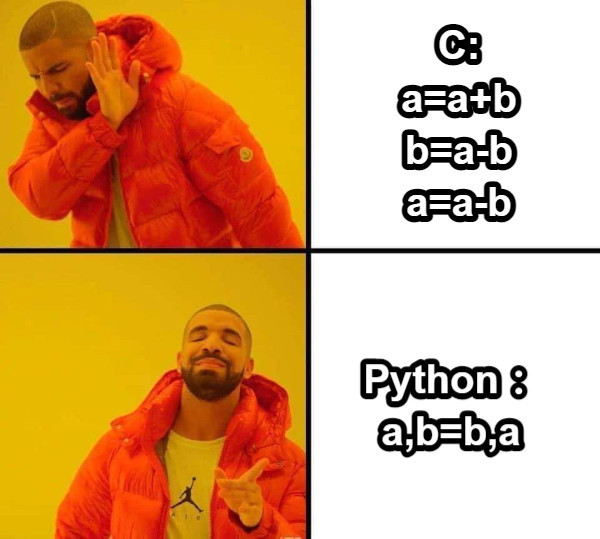 C:
a=a+b
b=a-b
a=a-b
Python :
a,b=b,a